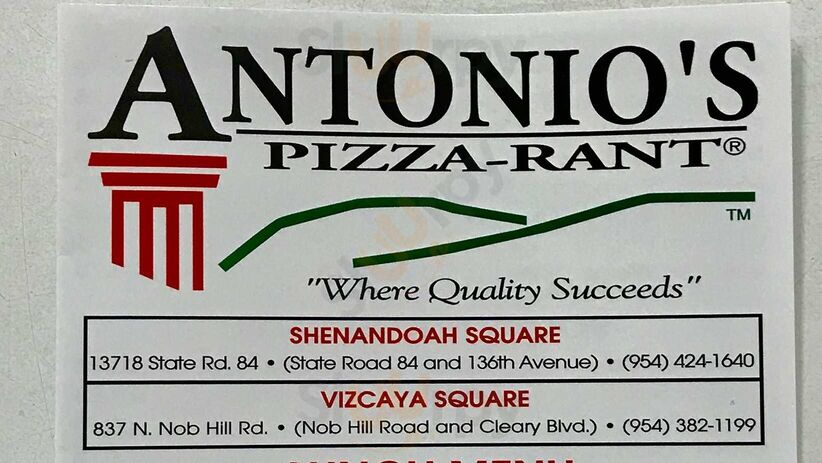 ANTONIO'S
PIZZA-RANT®
TM
"Where Quality Succeeds"
SHENANDOAH SQUARE
13718 State Rd. 84 • (State Road 84 and 136th Avenue) • (954) 424-1640
VIZCAYA SQUARE
837 N. Nob Hill Rd. • (Nob Hill Road and Cleary Blvd.) • (954) 382-1199
MENU